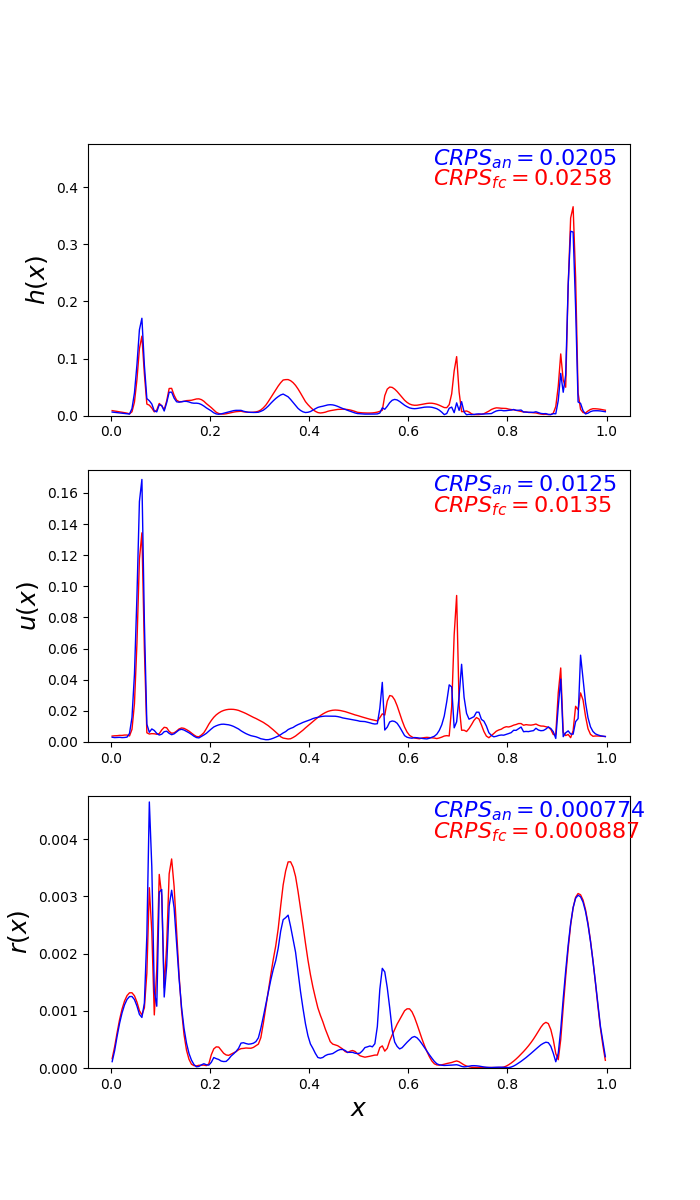 CRPS_an = 0.0205
CRPS_fc = 0.0258
0.4
0.3
0.2
0.1
0.0
h(x)
0.0 0.2 0.4 0.6 0.8 1.0
CRPS_an = 0.0125
CRPS_fc = 0.0135
0.16
0.14
0.12
0.10
0.08
0.06
0.04
0.02
0.00
u(x)
0.0 0.2 0.4 0.6 0.8 1.0
CRPS_an = 0.000774
CRPS_fc = 0.000887
0.004
0.003
0.002
0.001
0.000
r(x)
0.0 0.2 0.4 0.6 0.8 1.0
x